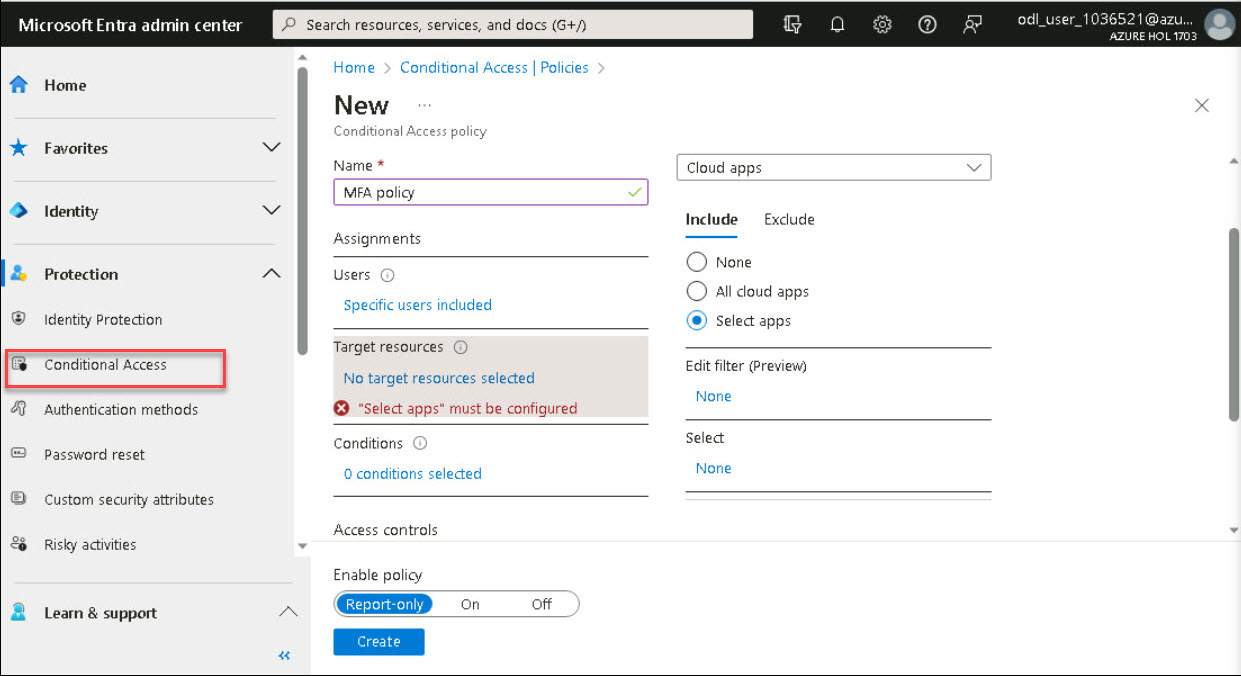 Microsoft Entra admin center
Search resources, services, and docs (G+/)
odl_user_1036521@azu...
AZURE HOL 1703
Home
Favorites
Identity
Protection
Identity Protection
Conditional Access
Authentication methods
Password reset
Custom security attributes
Risky activities
Learn & support
Home > Conditional Access | Policies >
New ...
Conditional Access policy
Name *
MFA policy
Assignments
Users
Specific users included
Target resources
No target resources selected
"Select apps" must be configured
Conditions
0 conditions selected
Access controls
Cloud apps
Include Exclude
None
All cloud apps
Select apps
Edit filter (Preview)
None
Select
None
Enable policy
Report-only On Off
Create